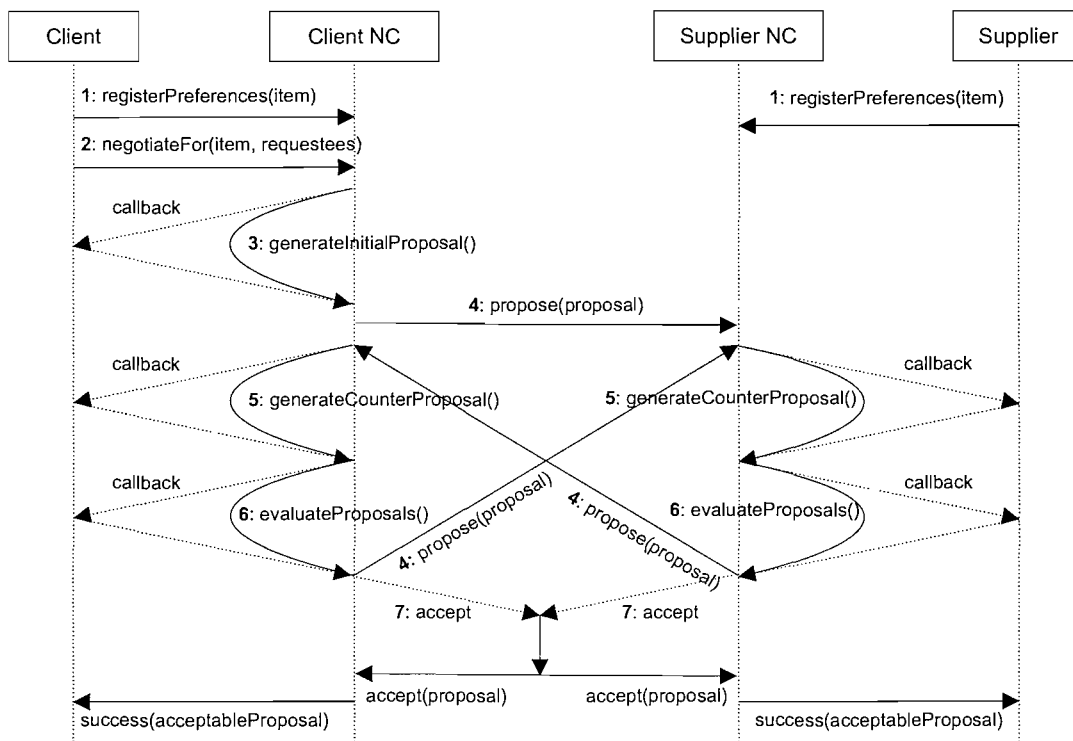 Client
Client NC
Supplier NC
Supplier
1: registerPreferences(item)
1: registerPreferences(item)
2: negotiateFor(item, requestees)
callback
3: generateInitialProposal()
4: propose(proposal)
callback
callback
5: generateCounterProposal()
5: generateCounterProposal()
callback
callback
6: evaluateProposals()
4: propose(proposal)
4: propose(proposal)
6: evaluateProposals()
7: accept
7: accept
accept(proposal)
accept(proposal)
success(acceptableProposal)
success(acceptableProposal)